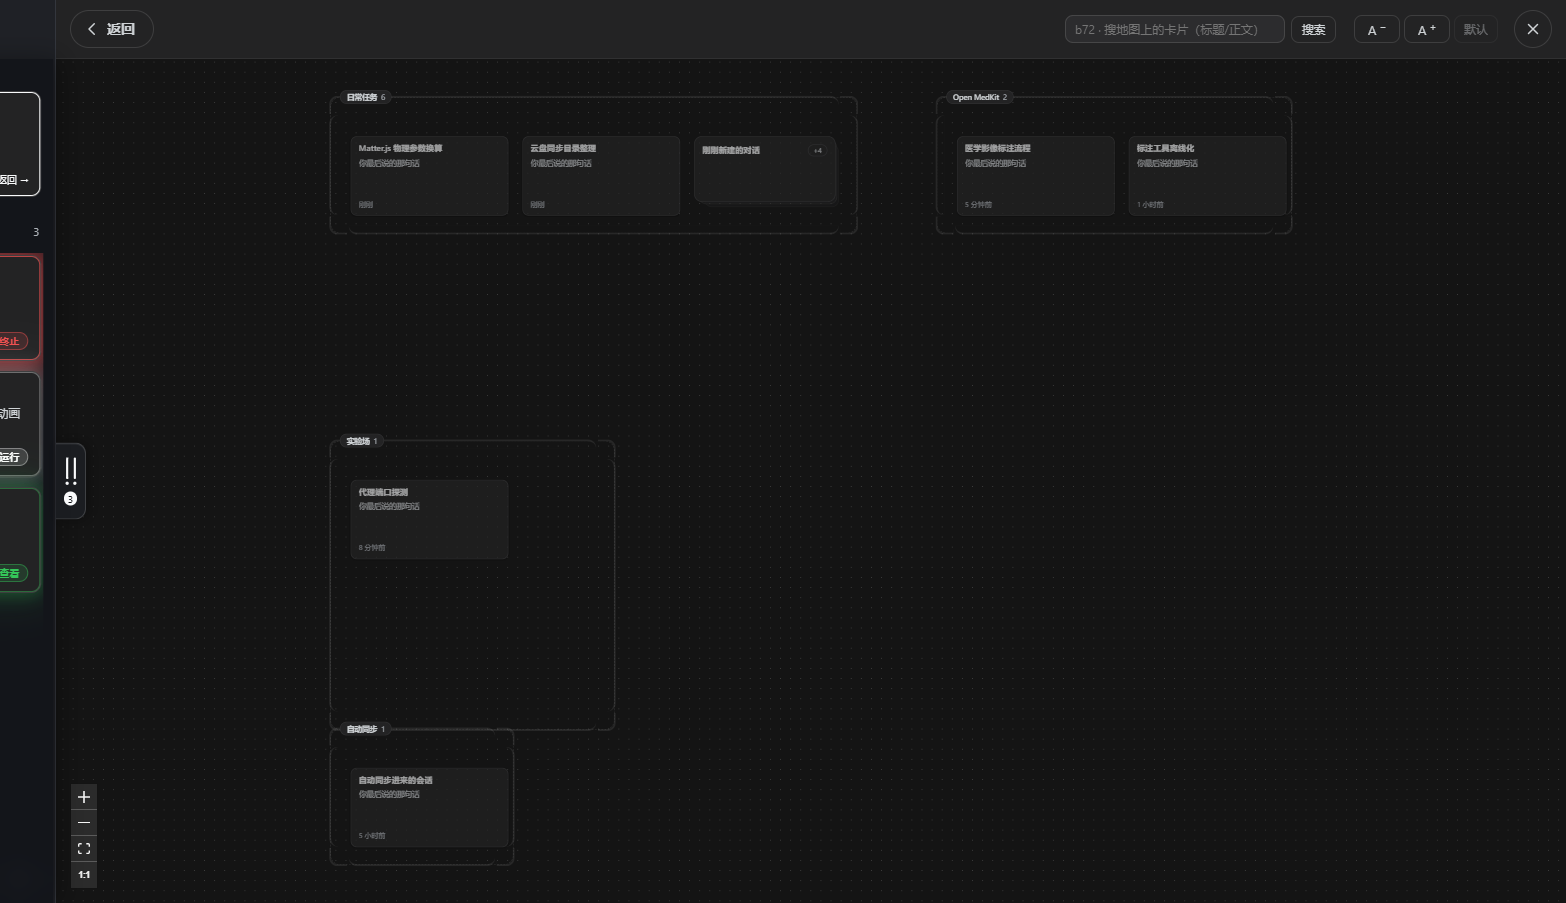 返回
b72 · 搜地图上的卡片（标题/正文）
搜索
A⁻
A⁺
默认
返回 →
3
终止
动画
运行
查看
3
日常任务 6
Matter.js 物理参数换算
你最后说的那句话
刚刚
云盘同步目录整理
你最后说的那句话
刚刚
刚刚新建的对话
+4
Open MedKit 2
医学影像标注流程
你最后说的那句话
5 分钟前
标注工具离线化
你最后说的那句话
1 小时前
实验场 1
代理端口探测
你最后说的那句话
8 分钟前
自动同步 1
自动同步进来的会话
你最后说的那句话
5 小时前
1:1